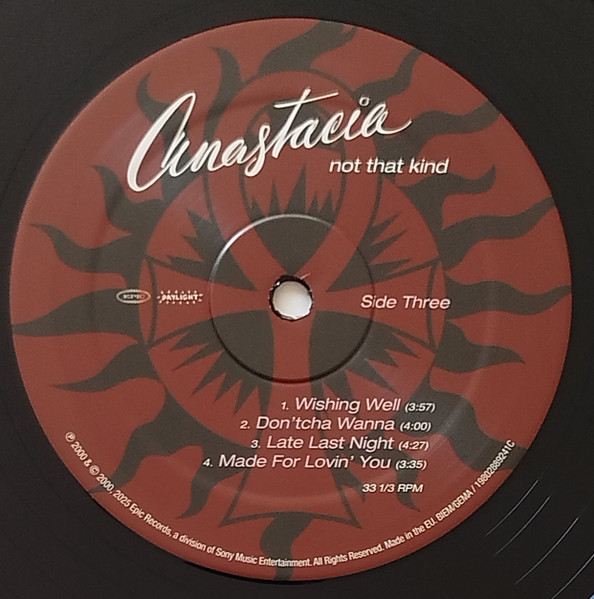 Anastacia
not that kind
EPIC
DAYLIGHT
Side Three
1. Wishing Well (3:57)
2. Don'tcha Wanna (4:00)
3. Late Last Night (4:27)
4. Made For Lovin' You (3:35)
33 1/3 RPM
℗ 2000 & © 2000, 2025 Epic Records, a division of Sony Music Entertainment. All Rights Reserved. Made in the EU. BIEM/GEMA / 19802889241C